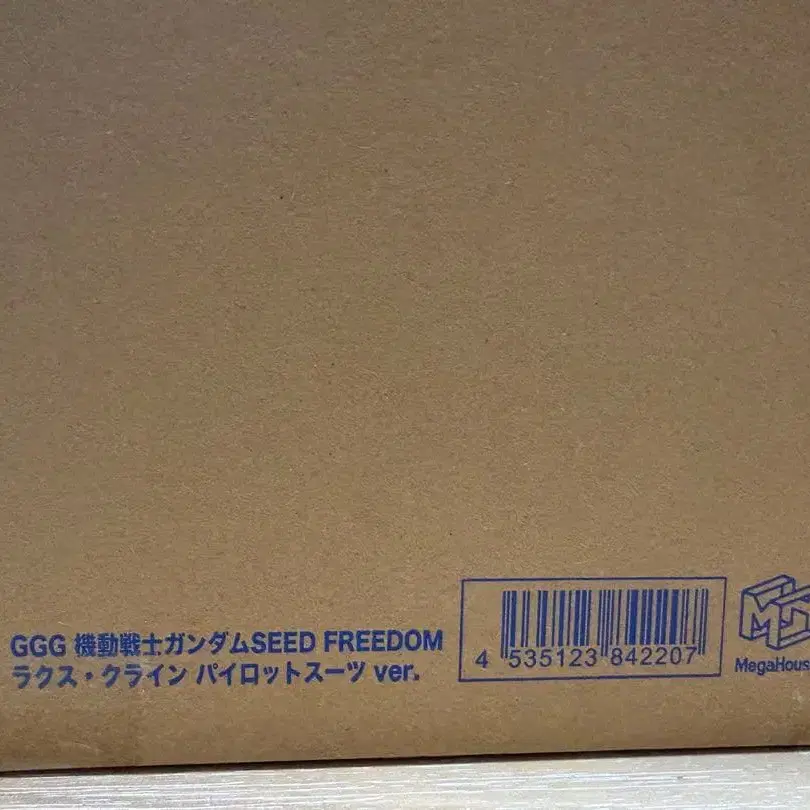 GGG 機動戦士ガンダムSEED FREEDOM
ラクス・クライン パイロットスーツ ver.
4 535123 842207
MegaHous